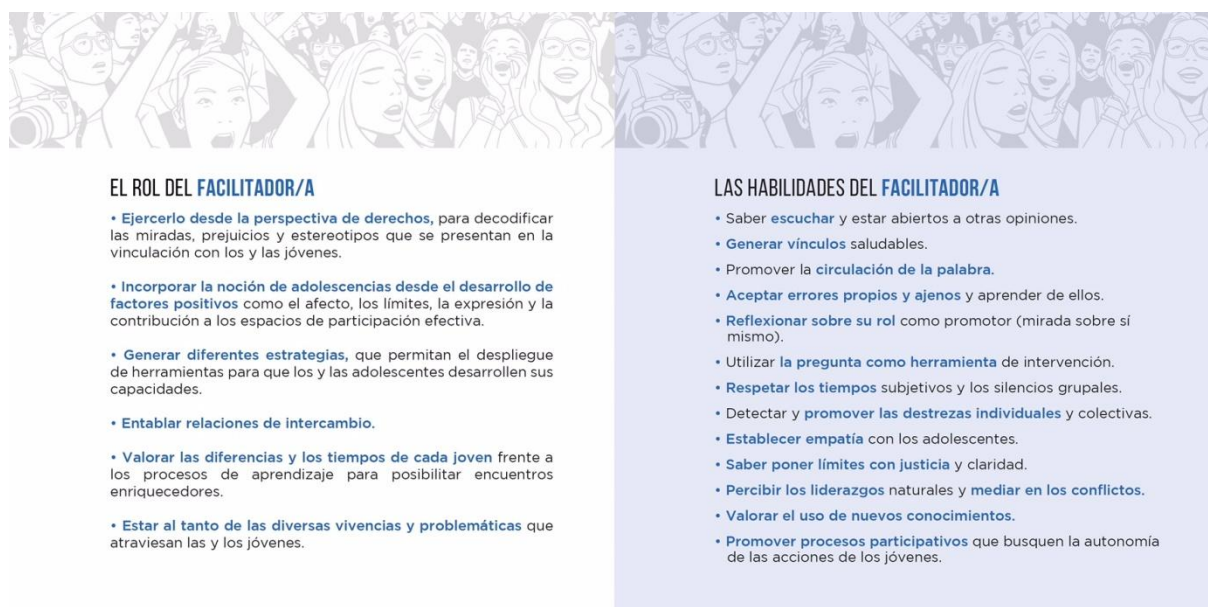 EL ROL DEL FACILITADOR/A
• Ejercerlo desde la perspectiva de derechos, para decodificar
las miradas, prejuicios y estereotipos que se presentan en la
vinculación con los y las jóvenes.
• Incorporar la noción de adolescencias desde el desarrollo de
factores positivos como el afecto, los límites, la expresión y la
contribución a los espacios de participación efectiva.
• Generar diferentes estrategias, que permitan el despliegue
de herramientas para que los y las adolescentes desarrollen sus
capacidades.
• Entablar relaciones de intercambio.
• Valorar las diferencias y los tiempos de cada joven frente a
los procesos de aprendizaje para posibilitar encuentros
enriquecedores.
• Estar al tanto de las diversas vivencias y problemáticas que
atraviesan las y los jóvenes.
LAS HABILIDADES DEL FACILITADOR/A
• Saber escuchar y estar abiertos a otras opiniones.
• Generar vínculos saludables.
• Promover la circulación de la palabra.
• Aceptar errores propios y ajenos y aprender de ellos.
• Reflexionar sobre su rol como promotor (mirada sobre sí
mismo).
• Utilizar la pregunta como herramienta de intervención.
• Respetar los tiempos subjetivos y los silencios grupales.
• Detectar y promover las destrezas individuales y colectivas.
• Establecer empatía con los adolescentes.
• Saber poner límites con justicia y claridad.
• Percibir los liderazgos naturales y mediar en los conflictos.
• Valorar el uso de nuevos conocimientos.
• Promover procesos participativos que busquen la autonomía
de las acciones de los jóvenes.